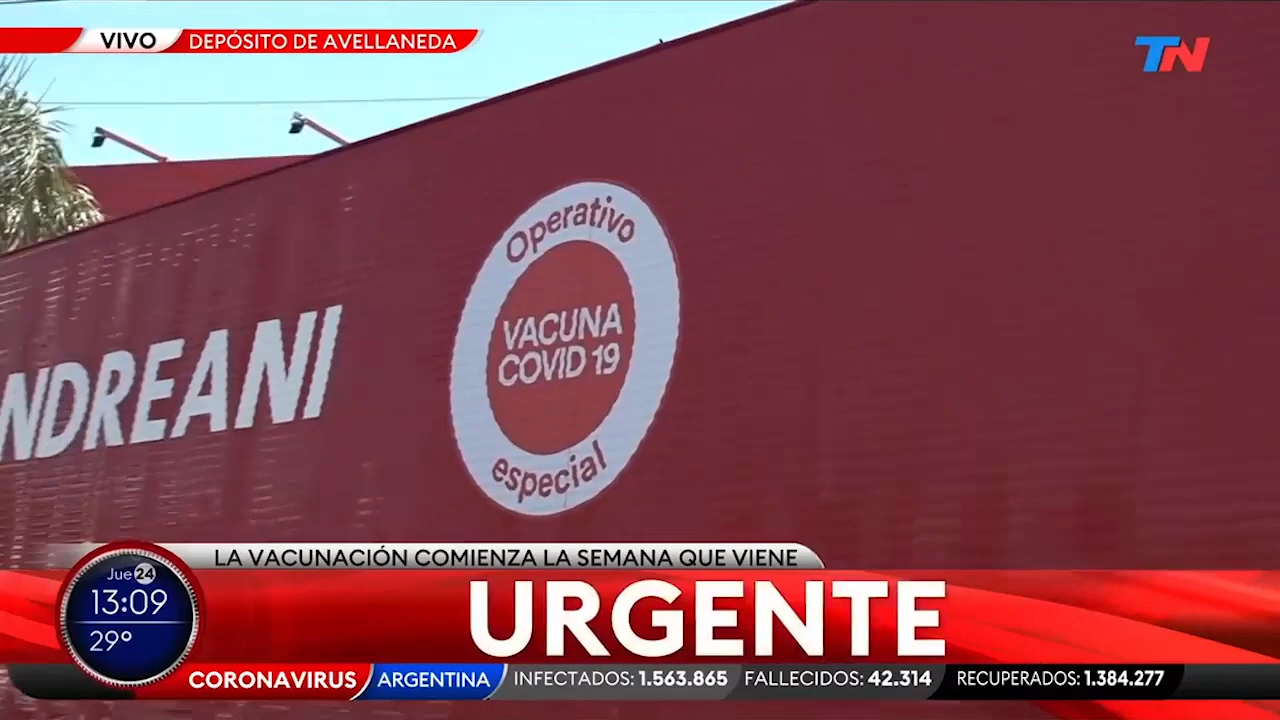 VIVO
DEPÓSITO DE AVELLANEDA
TN
Operativo
VACUNA
COVID 19
especial
NDREANI
LA VACUNACIÓN COMIENZA LA SEMANA QUE VIENE
URGENTE
Jue 24
13:09
29°
CORONAVIRUS
ARGENTINA
INFECTADOS: 1.563.865
FALLECIDOS: 42.314
RECUPERADOS: 1.384.277